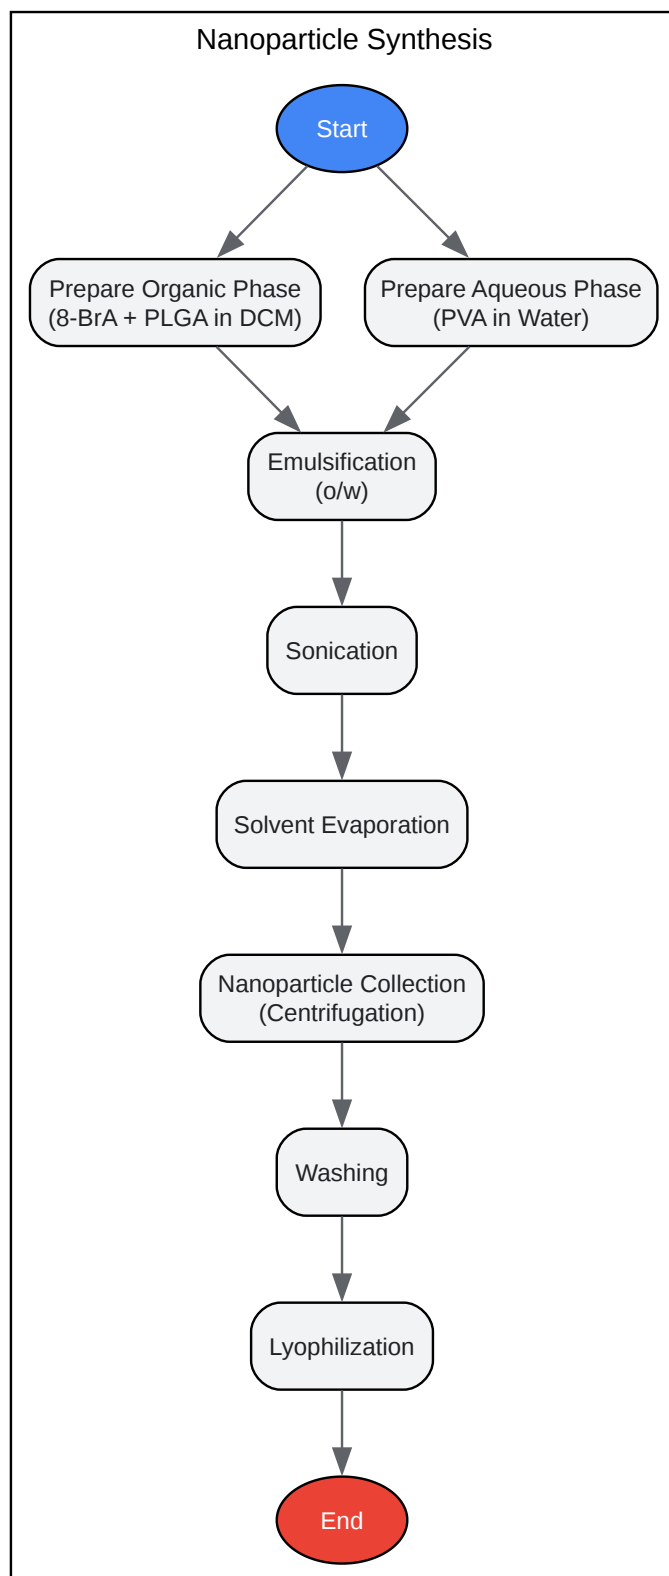 Nanoparticle Synthesis
Start
Prepare Organic Phase
(8-BrA + PLGA in DCM)
Prepare Aqueous Phase
(PVA in Water)
Emulsification
(o/w)
Sonication
Solvent Evaporation
Nanoparticle Collection
(Centrifugation)
Washing
Lyophilization
End